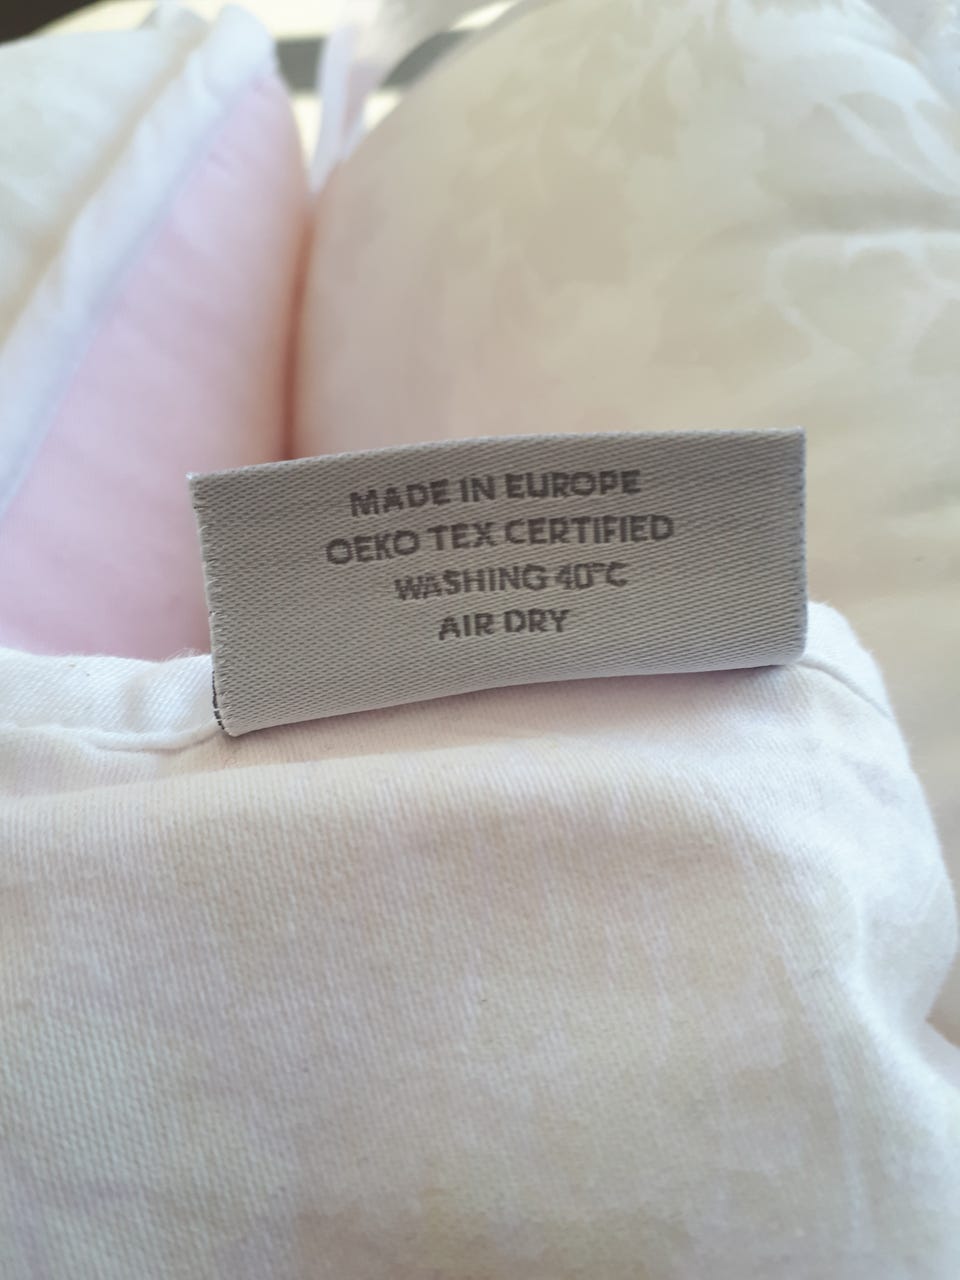 MADE IN EUROPE
OEKO TEX CERTIFIED
WASHING 40°C
AIR DRY